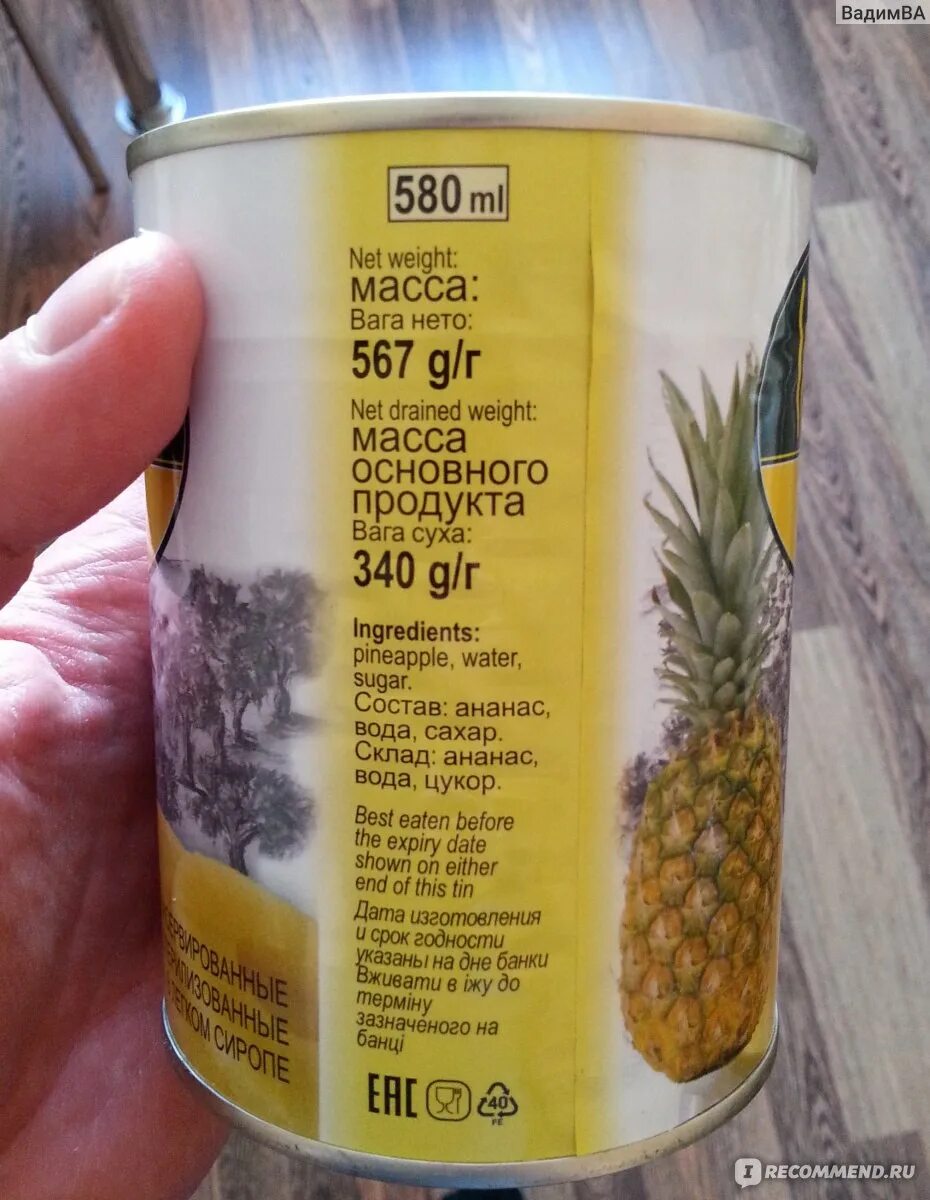 ВадимВА
580 ml
Net weight:
масса:
Вага нето:
567 g/г
Net drained weight:
масса
основного
продукта
Вага суха:
340 g/г
Ingredients:
pineapple, water,
sugar.
Состав: ананас,
вода, сахар.
Склад: ананас,
вода, цукор.
Best eaten before
the expiry date
shown on either
end of this tin
Дата изготовления
и срок годности
указаны на дне банки
Вживати в їжу до
терміну
зазначеного на
банці
ЕАС
40
FE
СИРОПЕ
I RECOMMEND.RU